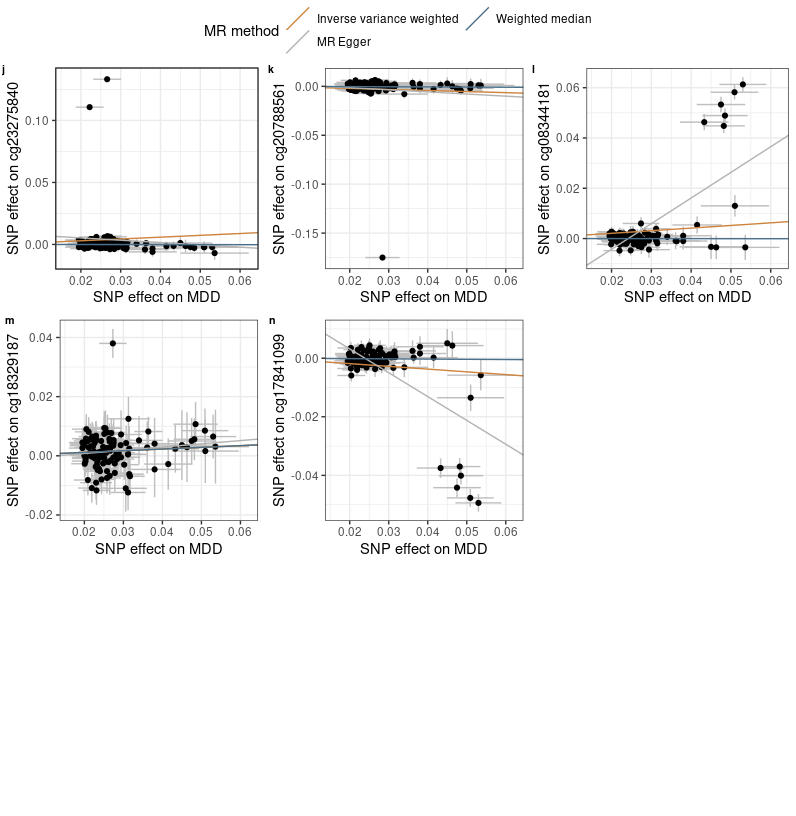 MR method
Inverse variance weighted
Weighted median
MR Egger
j
SNP effect on cg23275840
0.10
0.05
0.00
0.02 0.03 0.04 0.05 0.06
SNP effect on MDD
k
SNP effect on cg20788561
0.00
-0.05
-0.10
-0.15
0.02 0.03 0.04 0.05 0.06
SNP effect on MDD
l
SNP effect on cg08344181
0.06
0.04
0.02
0.00
0.02 0.03 0.04 0.05 0.06
SNP effect on MDD
m
SNP effect on cg18329187
0.04
0.02
0.00
-0.02
0.02 0.03 0.04 0.05 0.06
SNP effect on MDD
n
SNP effect on cg17841099
0.00
-0.02
-0.04
0.02 0.03 0.04 0.05 0.06
SNP effect on MDD